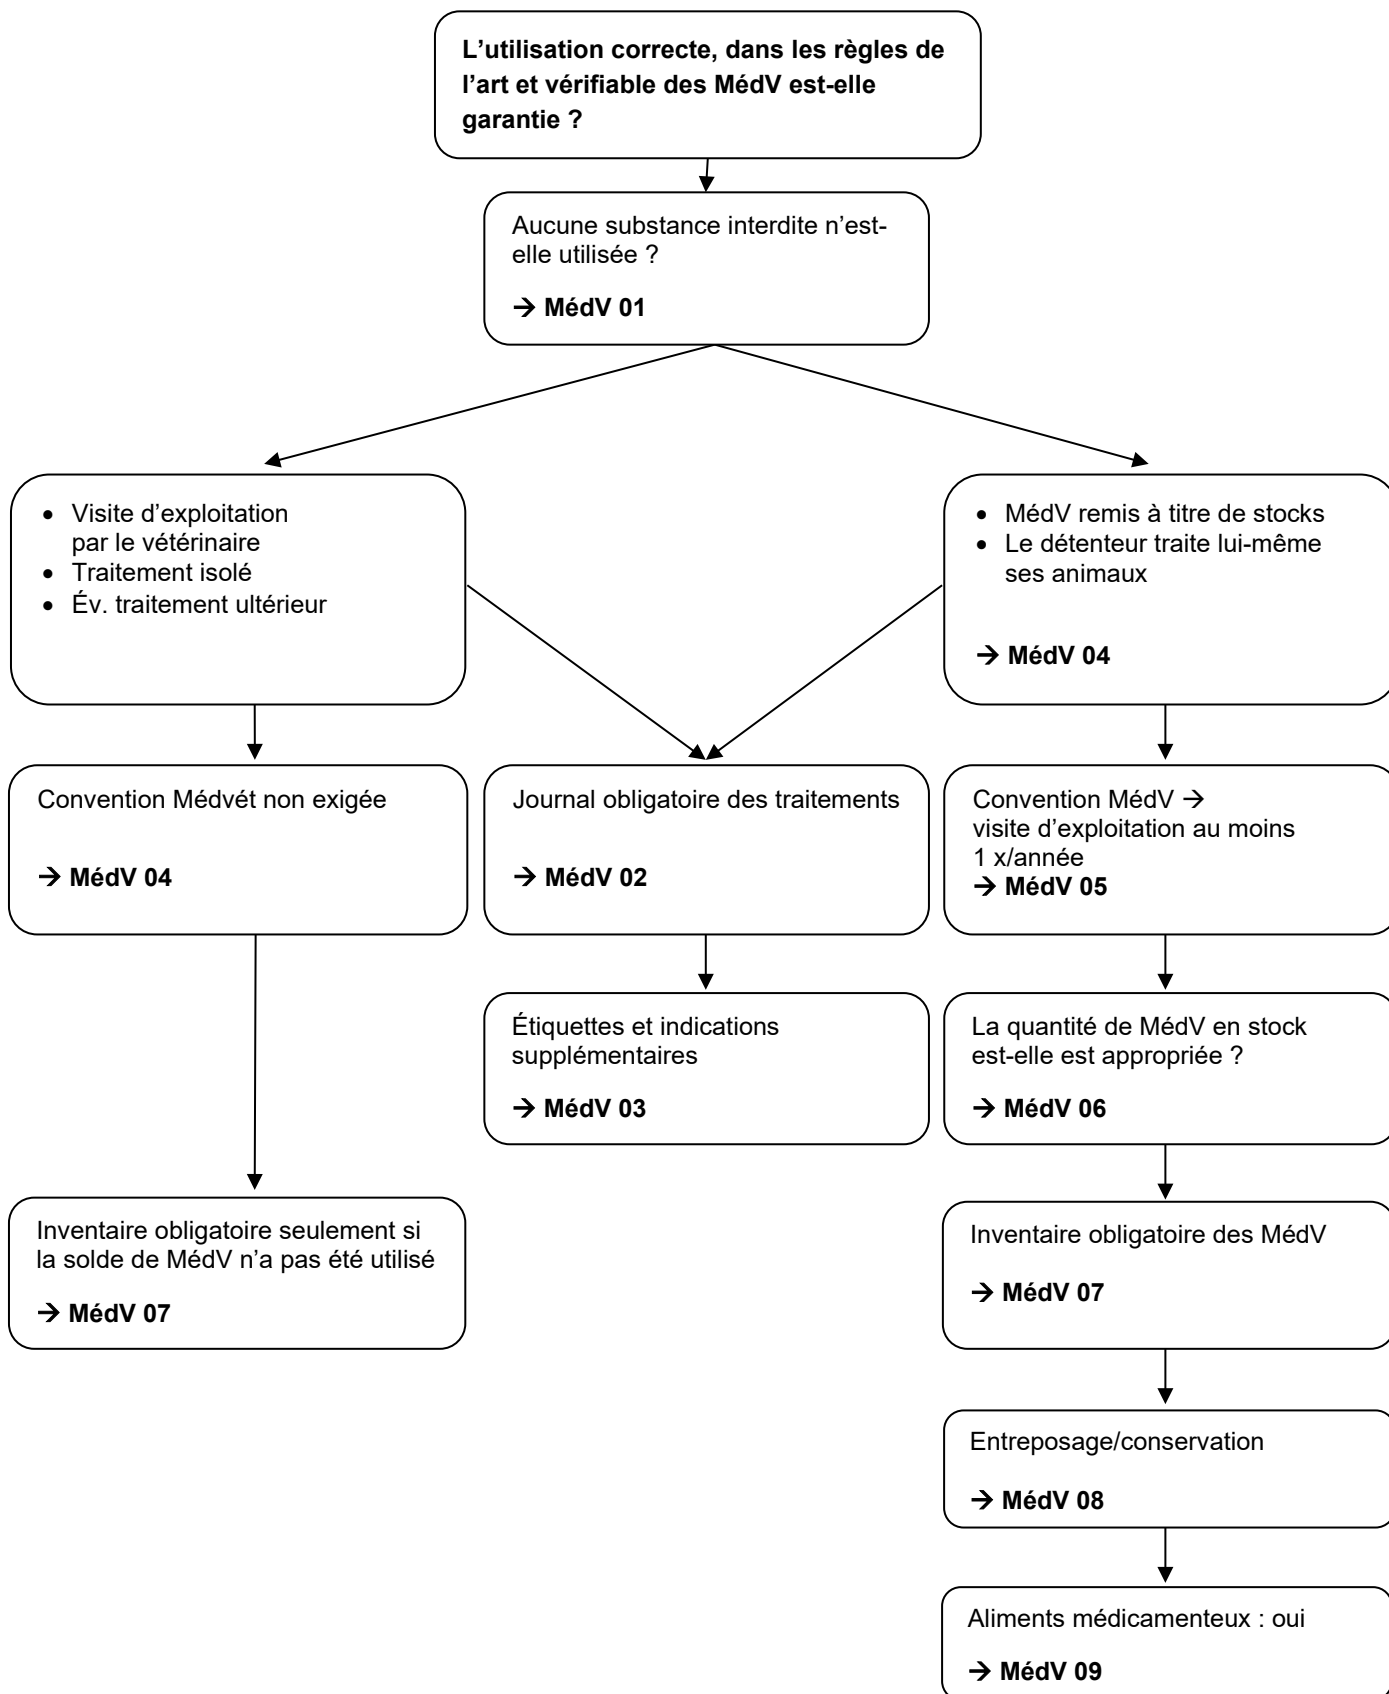 L’utilisation correcte, dans les règles de
l’art et vérifiable des MédV est-elle
garantie ?
Aucune substance interdite n’est-
elle utilisée ?
→ MédV 01
• Visite d’exploitation
par le vétérinaire
• Traitement isolé
• Év. traitement ultérieur
• MédV remis à titre de stocks
• Le détenteur traite lui-même
ses animaux
→ MédV 04
Convention Médvét non exigée
→ MédV 04
Journal obligatoire des traitements
→ MédV 02
Convention MédV →
visite d’exploitation au moins
1 x/année
→ MédV 05
Étiquettes et indications
supplémentaires
→ MédV 03
La quantité de MédV en stock
est-elle est appropriée ?
→ MédV 06
Inventaire obligatoire seulement si
la solde de MédV n’a pas été utilisé
→ MédV 07
Inventaire obligatoire des MédV
→ MédV 07
Entreposage/conservation
→ MédV 08
Aliments médicamenteux : oui
→ MédV 09